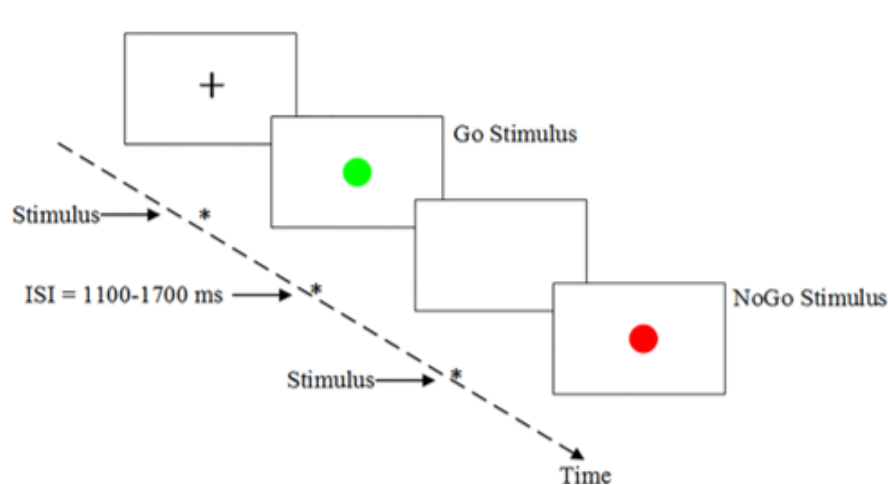 Go Stimulus
Stimulus
*
ISI = 1100-1700 ms
*
NoGo Stimulus
Stimulus
*
Time